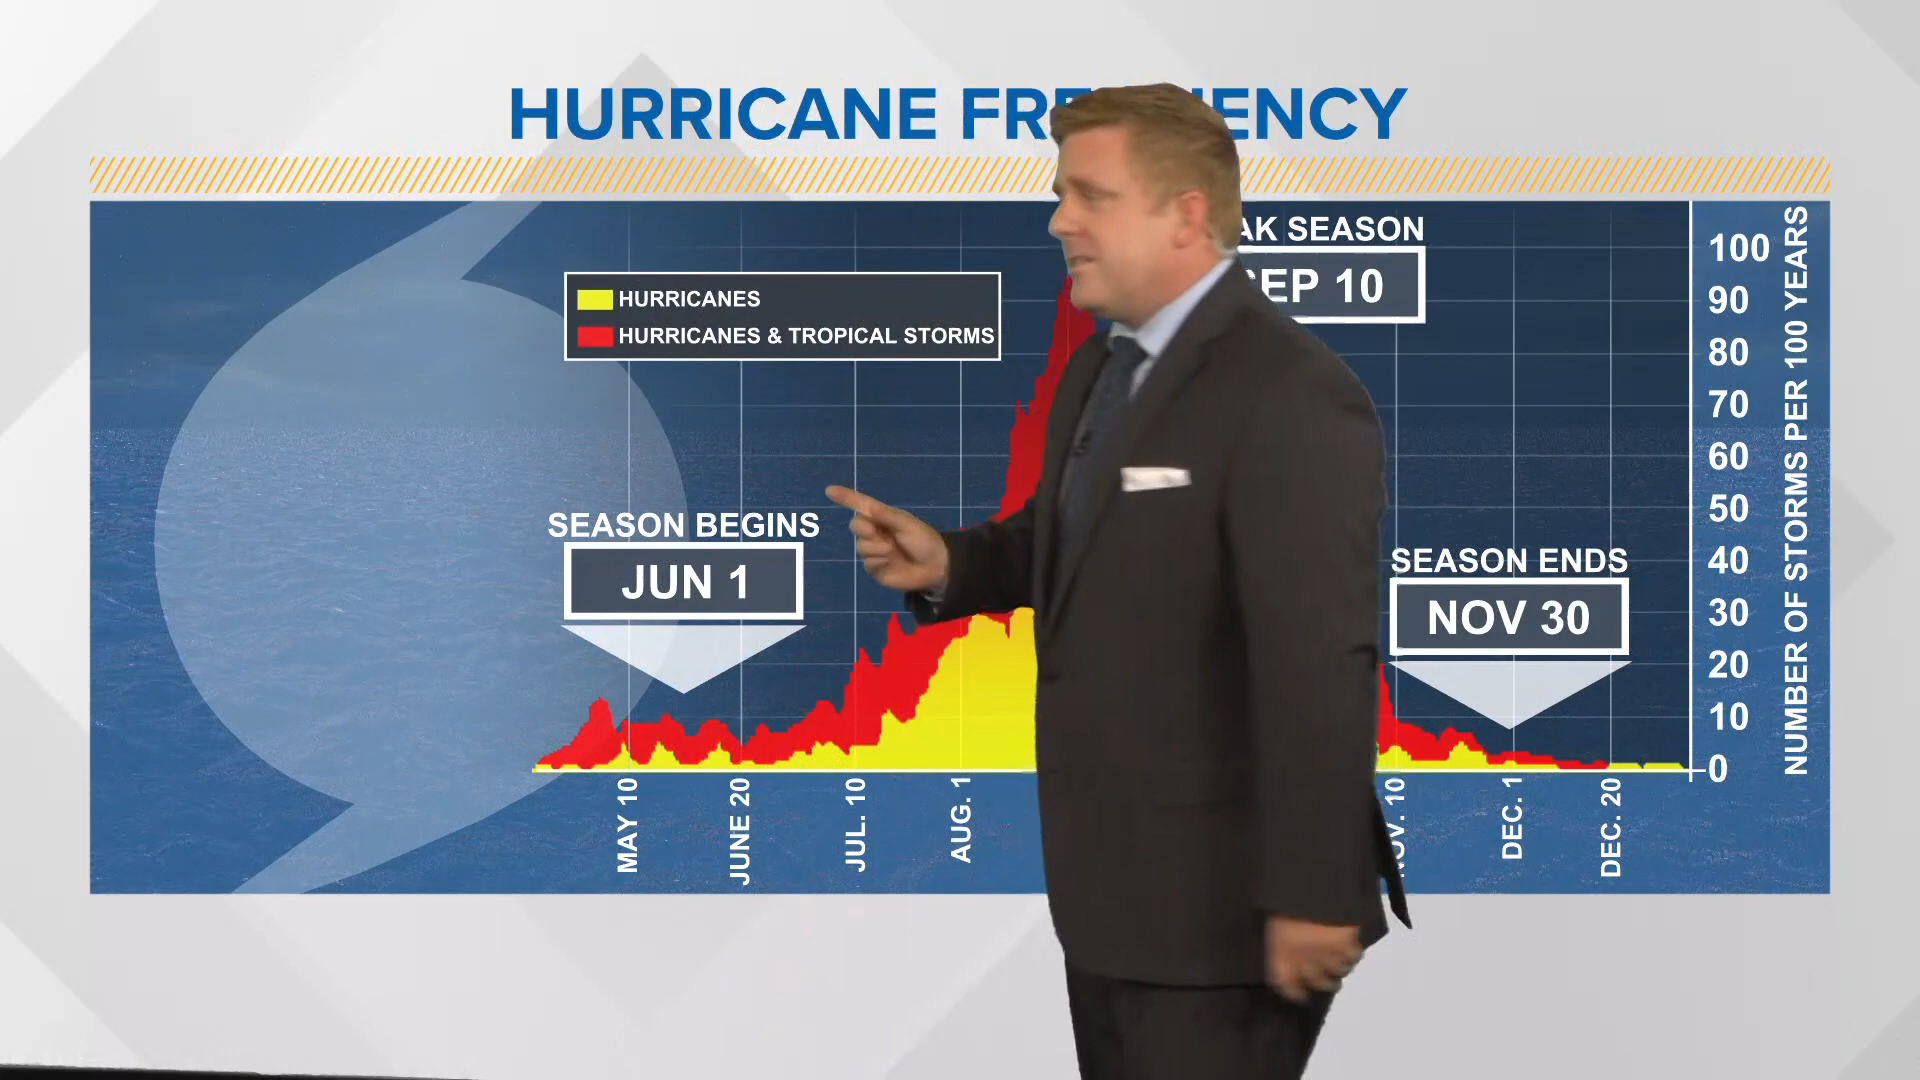 HURRICANE FR ENCY
AK SEASON
EP 10
HURRICANES
HURRICANES & TROPICAL STORMS
SEASON BEGINS
JUN 1
SEASON ENDS
NOV 30
100
90
80
70
60
50
40
30
20
10
0
NUMBER OF STORMS PER 100 YEARS
MAY 10
JUNE 20
JUL. 10
AUG. 1
NOV. 10
DEC. 1
DEC. 20